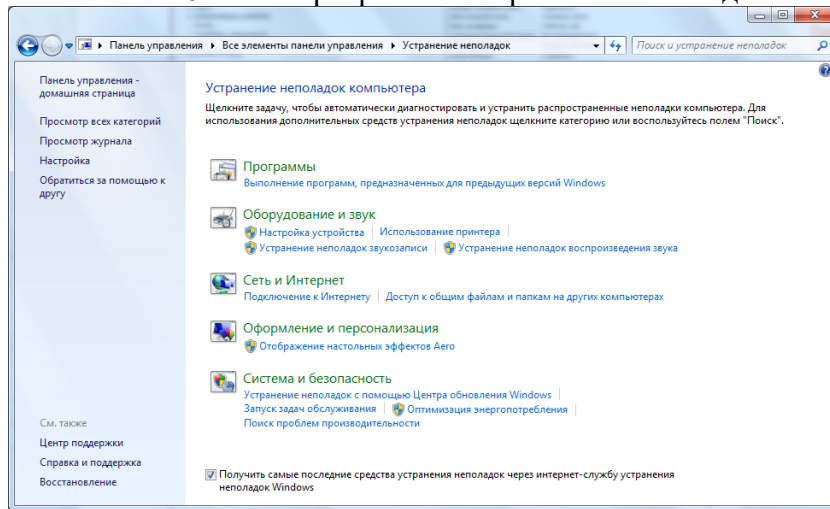 Панель управления ▸ Все элементы панели управления ▸ Устранение неполадок
Поиск и устранение неполадок
Панель управления -
домашняя страница
Просмотр всех категорий
Просмотр журнала
Настройка
Обратиться за помощью к
другу
Устранение неполадок компьютера
Щелкните задачу, чтобы автоматически диагностировать и устранить распространенные неполадки компьютера. Для
использования дополнительных средств устранения неполадок щелкните категорию или воспользуйтесь полем "Поиск".
Программы
Выполнение программ, предназначенных для предыдущих версий Windows
Оборудование и звук
Настройка устройства | Использование принтера |
Устранение неполадок звукозаписи | Устранение неполадок воспроизведения звука
Сеть и Интернет
Подключение к Интернету | Доступ к общим файлам и папкам на других компьютерах
Оформление и персонализация
Отображение настольных эффектов Aero
Система и безопасность
Устранение неполадок с помощью Центра обновления Windows |
Запуск задач обслуживания | Оптимизация энергопотребления |
Поиск проблем производительности
См. также
Центр поддержки
Справка и поддержка
Восстановление
Получить самые последние средства устранения неполадок через интернет-службу устранения
неполадок Windows